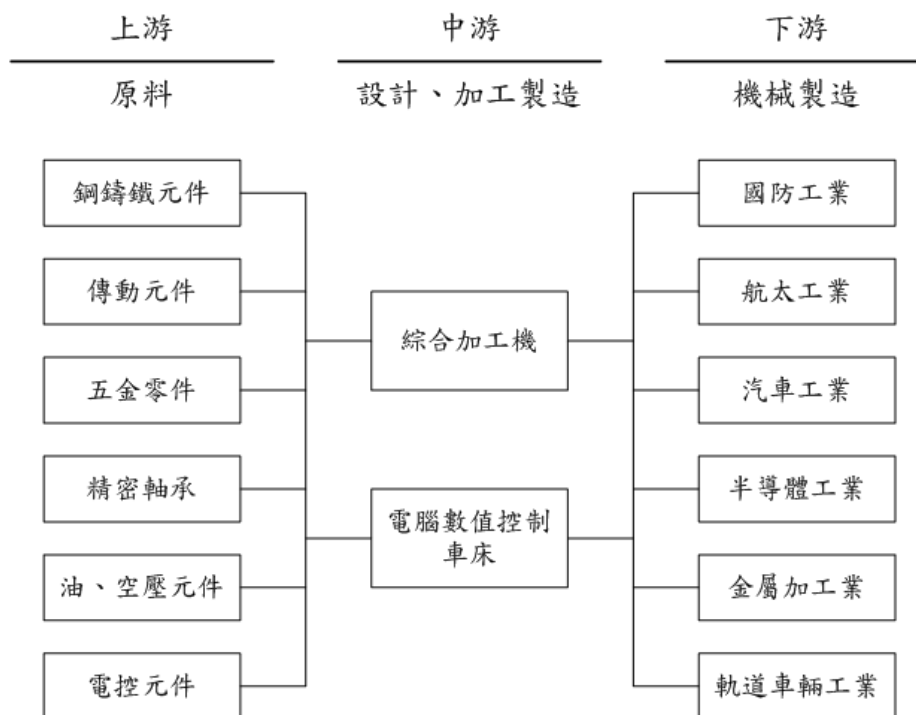 上游
中游
下游
原料
設計、加工製造
機械製造
鋼鑄鐵元件
傳動元件
五金零件
精密軸承
油、空壓元件
電控元件
綜合加工機
電腦數值控制
車床
國防工業
航太工業
汽車工業
半導體工業
金屬加工業
軌道車輛工業